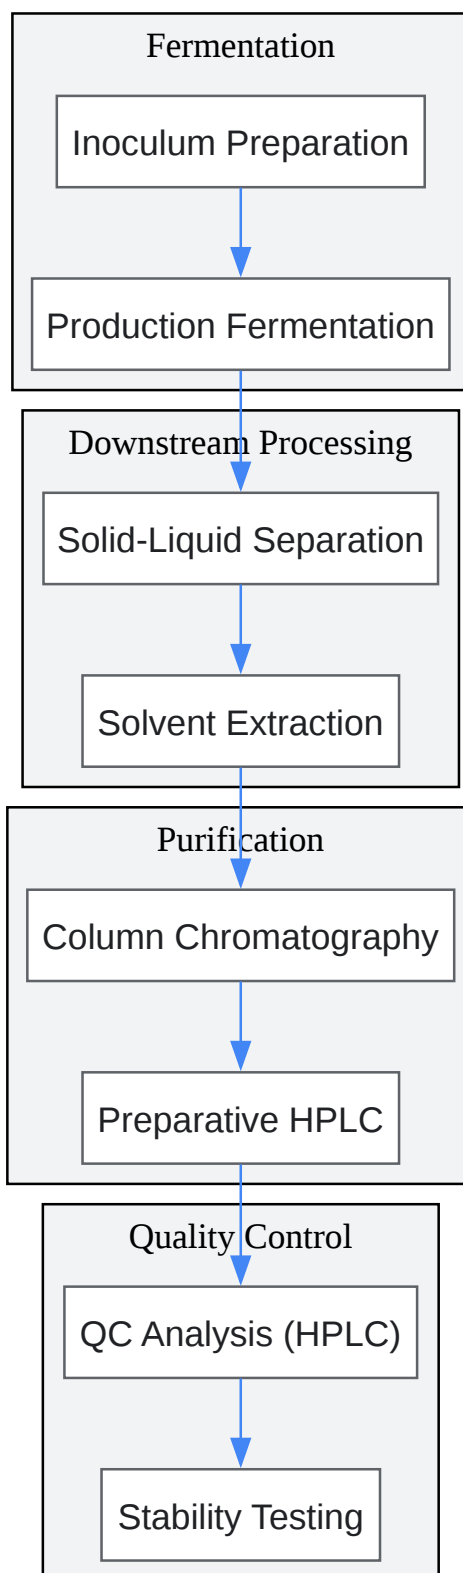 Fermentation
Inoculum Preparation
Production Fermentation
Downstream Processing
Solid-Liquid Separation
Solvent Extraction
Purification
Column Chromatography
Preparative HPLC
Quality Control
QC Analysis (HPLC)
Stability Testing